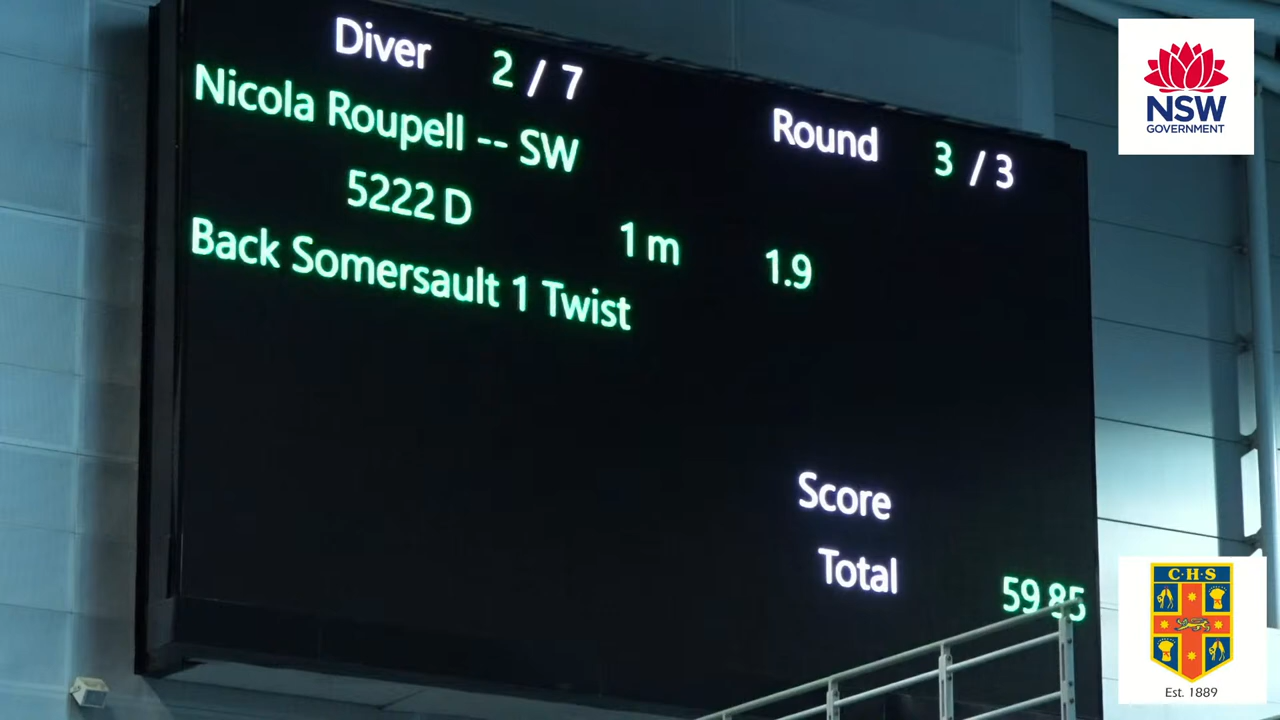 Diver 2 / 7
Nicola Roupell -- SW
Round 3 / 3
5222 D
1 m
1.9
Back Somersault 1 Twist
Score
Total 59.85
NSW
GOVERNMENT
C·H·S
Est. 1889